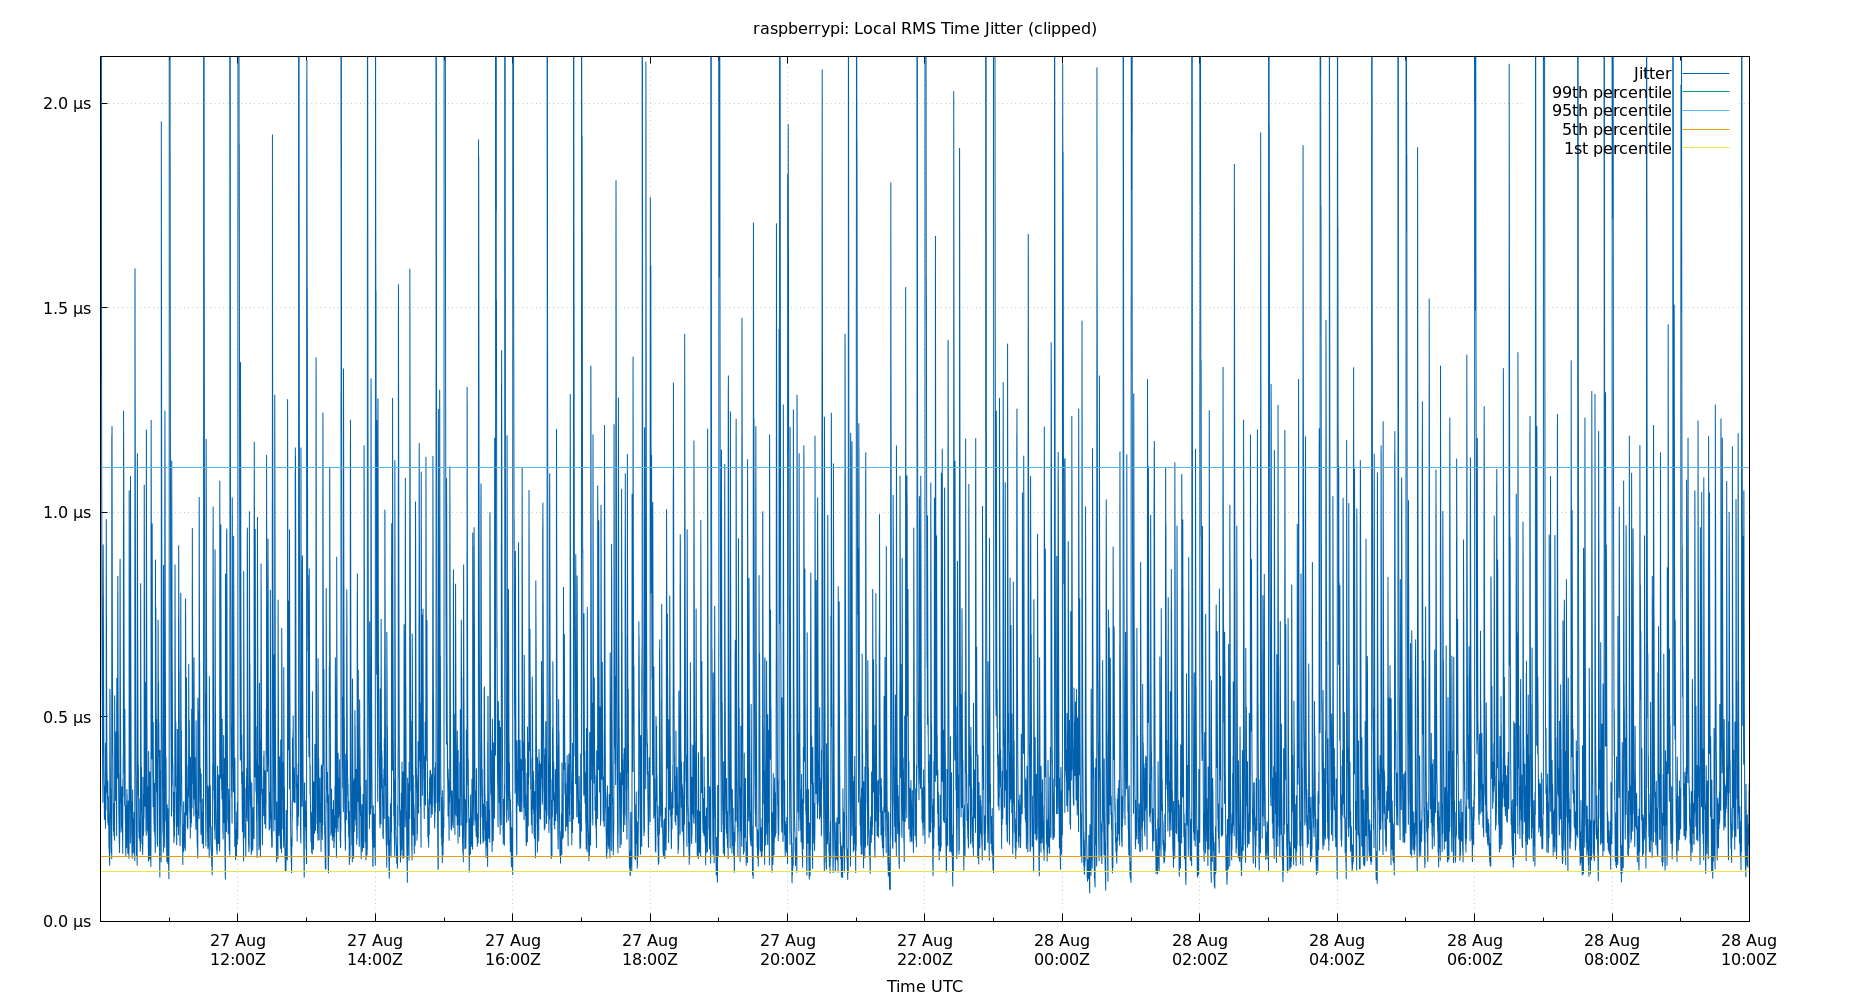 raspberrypi: Local RMS Time Jitter (clipped)
Jitter
99th percentile
95th percentile
5th percentile
1st percentile
2.0 μs
1.5 μs
1.0 μs
0.5 μs
0.0 μs
27 Aug 27 Aug 27 Aug 27 Aug 27 Aug 27 Aug 28 Aug 28 Aug 28 Aug 28 Aug 28 Aug 28 Aug
12:00Z 14:00Z 16:00Z 18:00Z 20:00Z 22:00Z 00:00Z 02:00Z 04:00Z 06:00Z 08:00Z 10:00Z
Time UTC